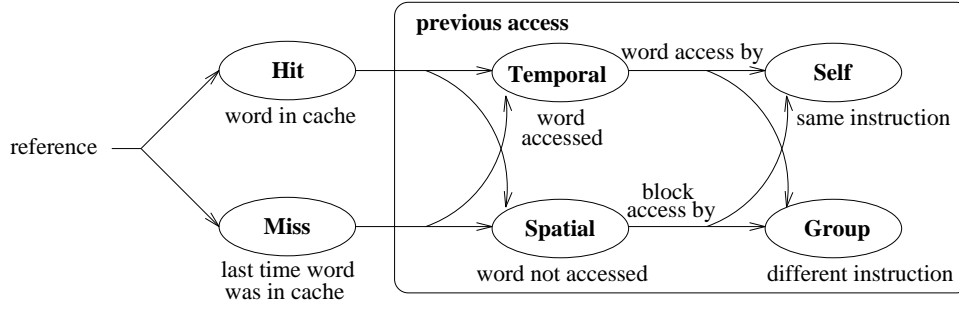 previous access
Hit
word in cache
Temporal
word
accessed
word access by
Self
same instruction
reference
Miss
last time word
was in cache
Spatial
word not accessed
block
access by
Group
different instruction